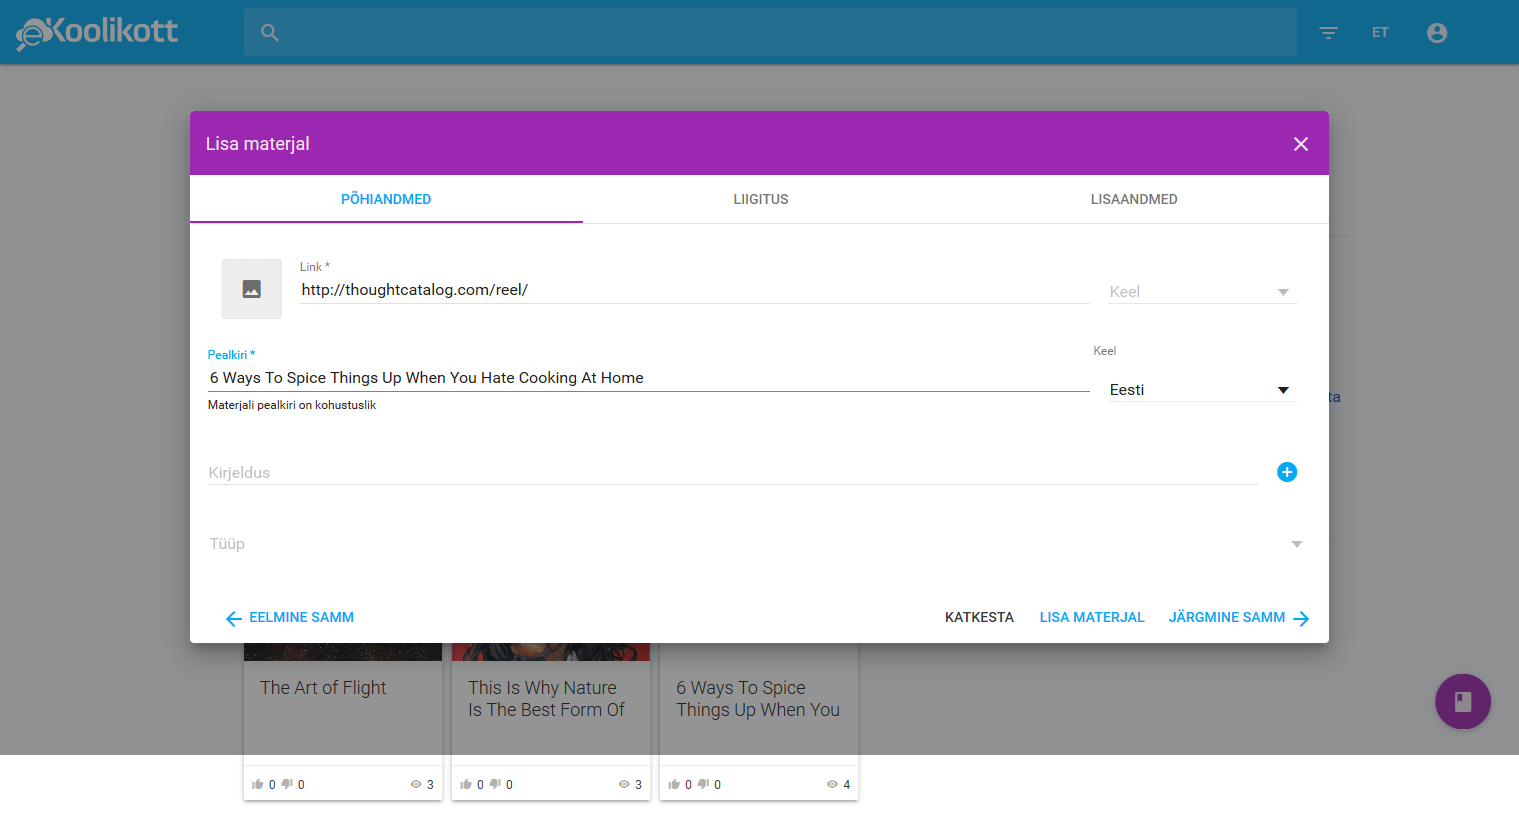 eKoolikott
ET
Lisa materjal
PÕHIANDMED
LIIGITUS
LISAANDMED
Link *
http://thoughtcatalog.com/reel/
Keel
Pealkiri *
Keel
6 Ways To Spice Things Up When You Hate Cooking At Home
Eesti
Materjali pealkiri on kohustuslik
ta
Kirjeldus
Tüüp
EELMINE SAMM
KATKESTA
LISA MATERJAL
JÄRGMINE SAMM
The Art of Flight
This Is Why Nature
Is The Best Form Of
6 Ways To Spice
Things Up When You
0 0 3
0 0 3
0 0 4